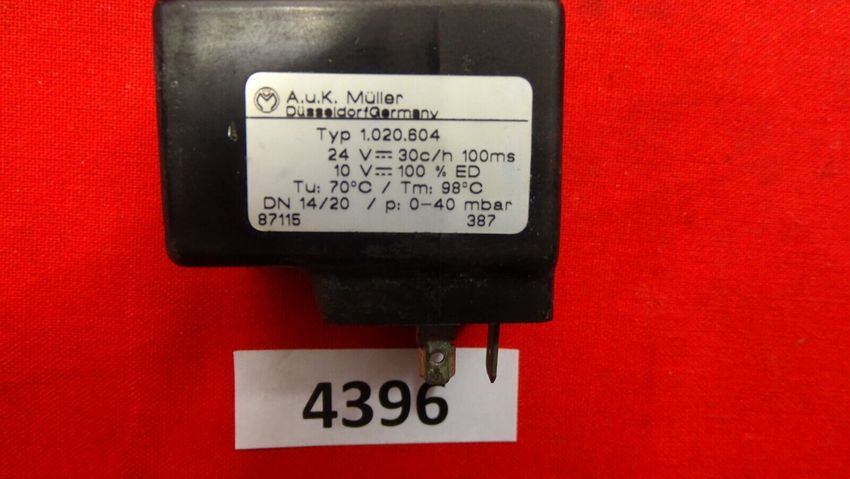 A.u.K. Müller
DüsseldorfGermany
Typ 1.020.604
24 V⎓ 30c/h 100ms
10 V⎓ 100 % ED
Tu: 70°C / Tm: 98°C
DN 14/20 / p: 0-40 mbar
87115 387
4396